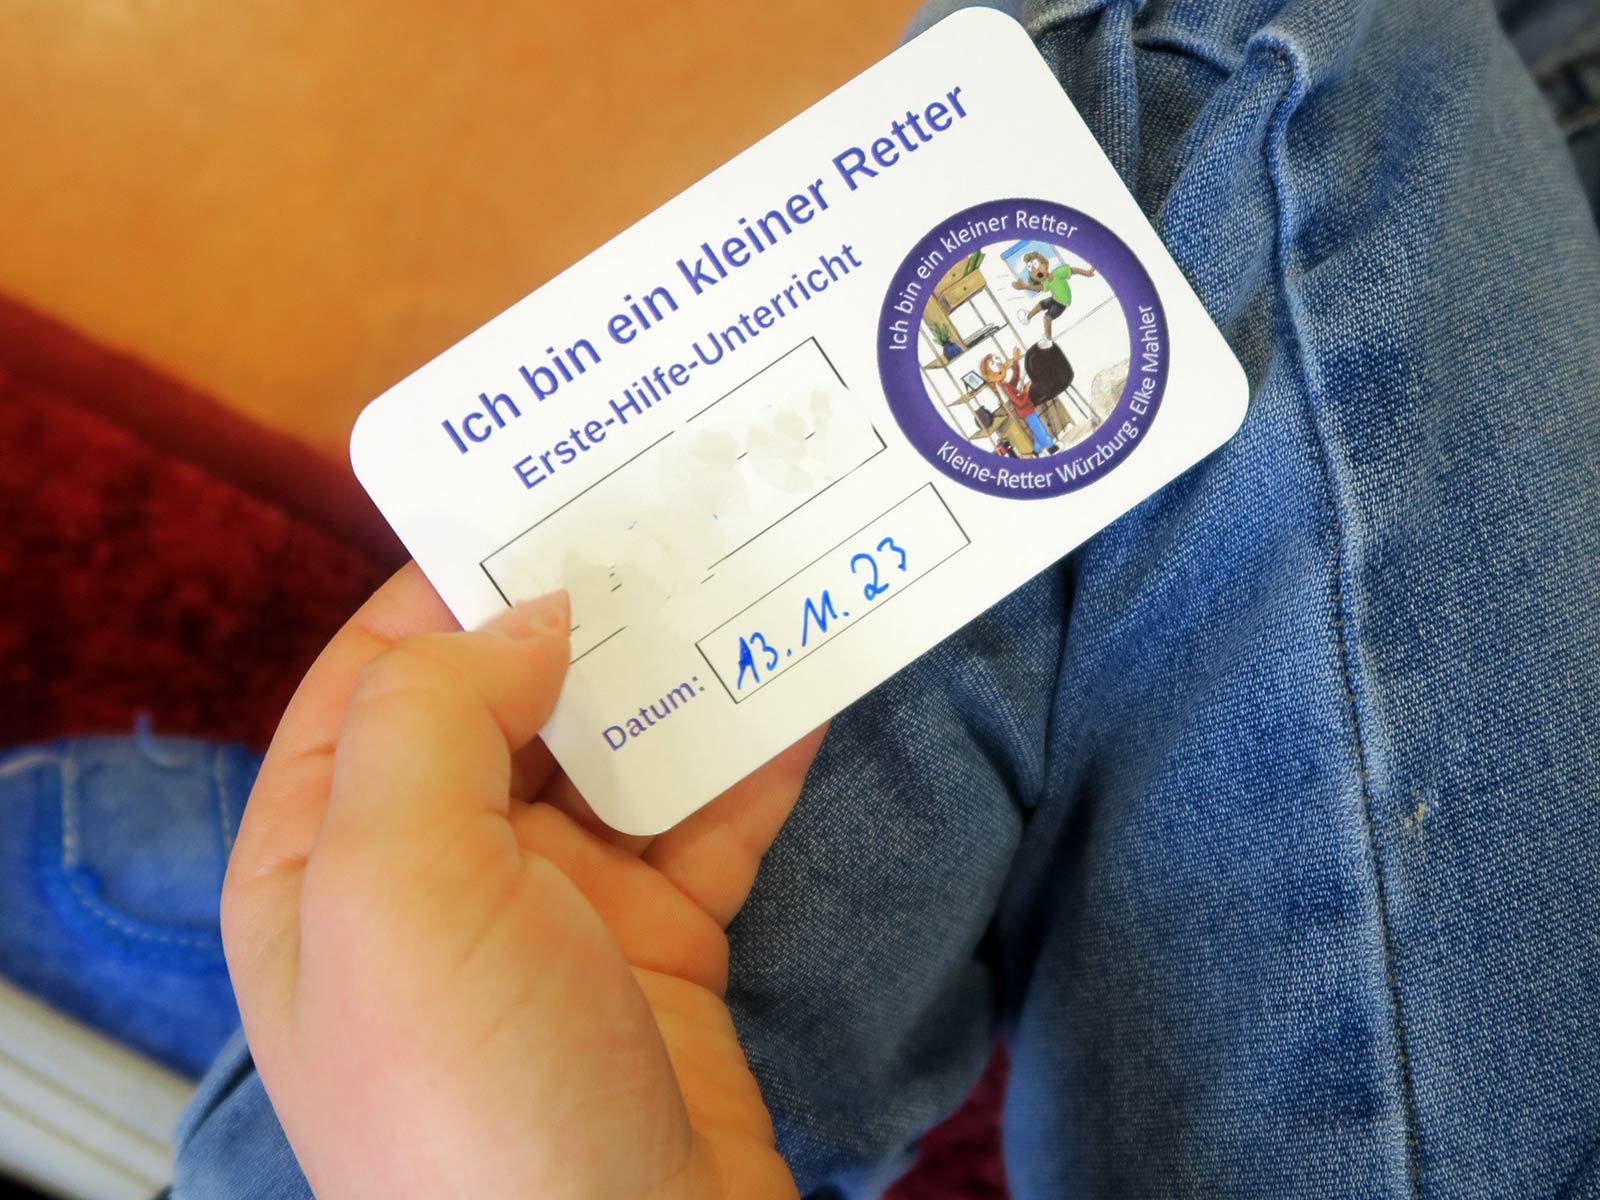 Ich bin ein kleiner Retter
Erste-Hilfe-Unterricht
Datum: 13.11.23
Ich bin ein kleiner Retter
Kleine-Retter Würzburg · Elke Mahler